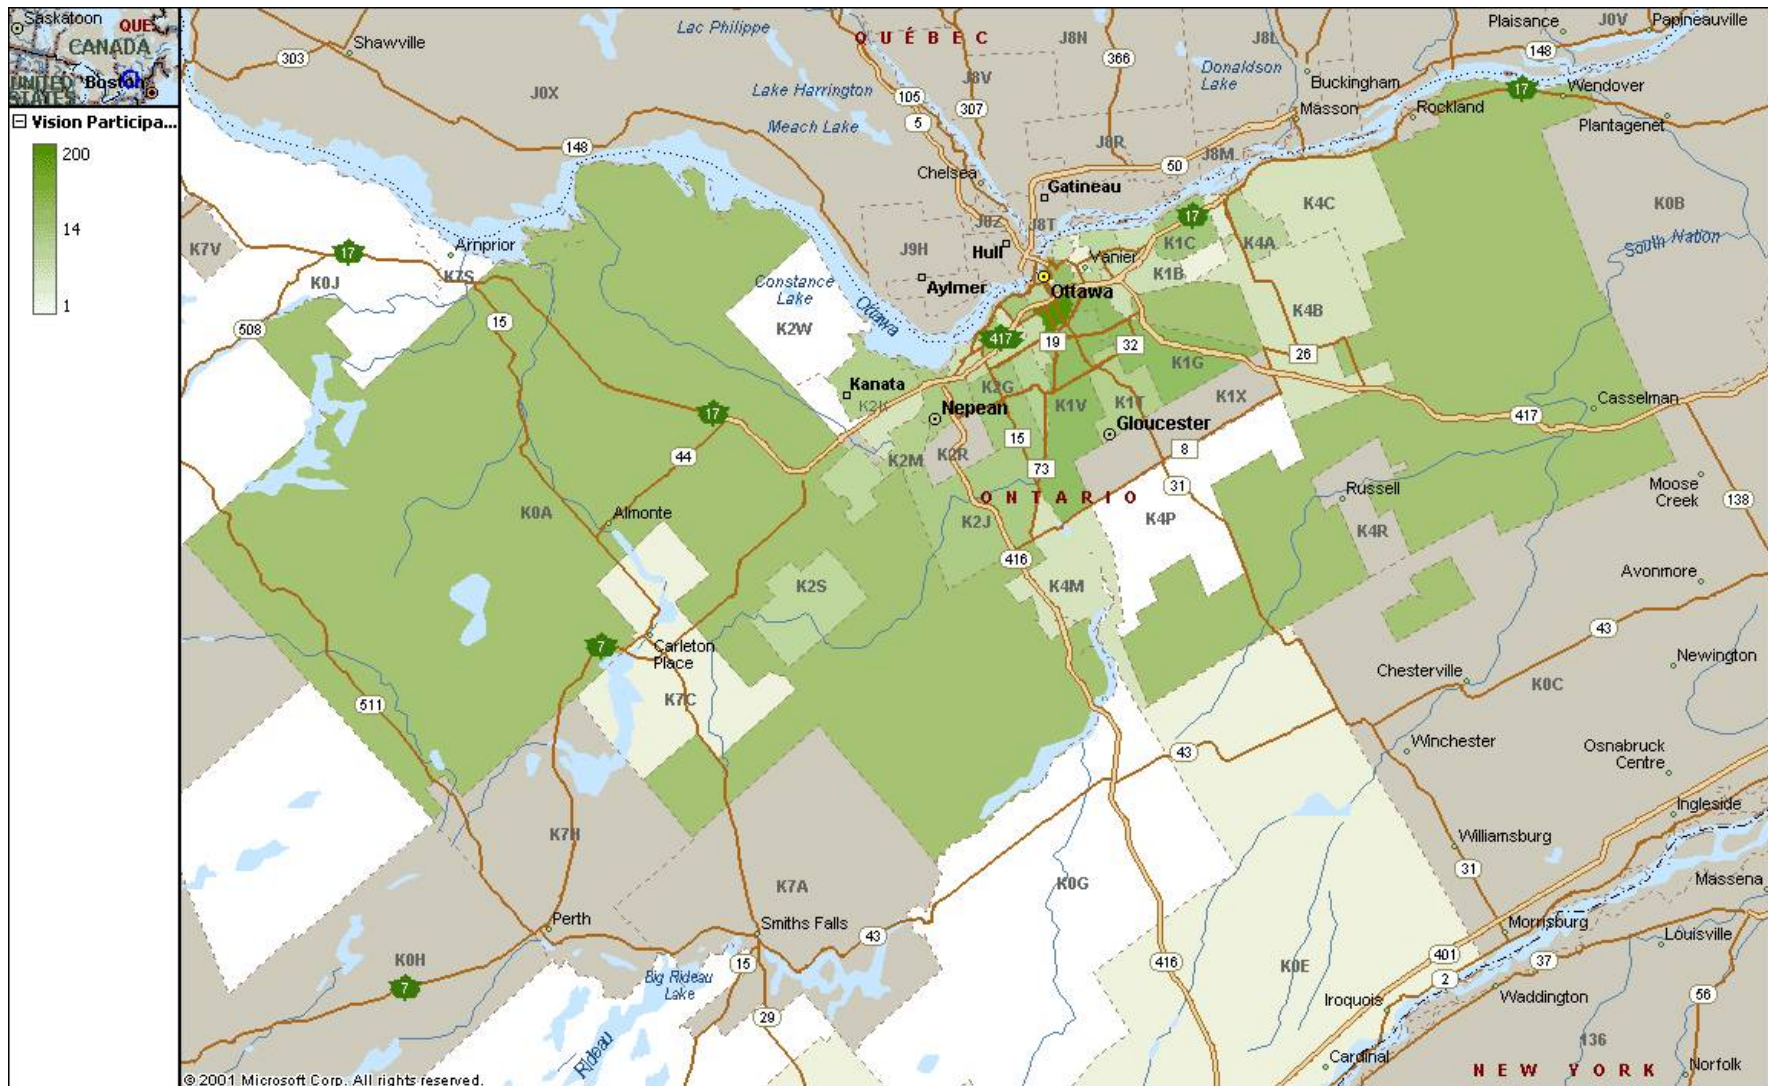 Saskatoon
QUE.
CANADA
UNITED
STATES
Boston
Vision Participa...
200
14
1
303
Shawville
Lac Philippe
QUÉBEC
J8N
J8L
Plaisance
J0V
Papineauville
148
366
Donaldson
Lake
Buckingham
J8V
J0X
Lake Harrington
105
307
Masson
17
Wendover
Rockland
Plantagenet
Meach Lake
5
148
J8R
J8M
50
Chelsea
Gatineau
K7V
Arnprior
17
K0J
K7S
J9H
Hull
J8T
17
K4C
K0B
K1C
K4A
South Nation
Vanier
K1B
Aylmer
Constance
Lake
Ottawa
Ottawa
K2W
K4B
508
15
417
19
32
26
K1G
Kanata
K2K
K2G
K1V
K1T
K1X
17
Nepean
Gloucester
417
Casselman
44
K2M
K2R
15
8
73
31
Moose
Creek
138
ONTARIO
Russell
K0A
Almonte
K2J
K4P
K4R
416
Avonmore
K2S
K4M
43
7
Carleton
Place
Newington
Chesterville
K0C
K7C
511
43
Winchester
Osnabruck
Centre
Ingleside
K7H
Williamsburg
31
K7A
K0G
Massena
Perth
Smiths Falls
43
Morrisburg
Louisville
K0H
7
15
Big Rideau
Lake
416
K0E
401
2
37
Waddington
Iroquois
56
29
Rideau
136
Cardinal
NEW YORK
Norfolk
© 2001 Microsoft Corp. All rights reserved.